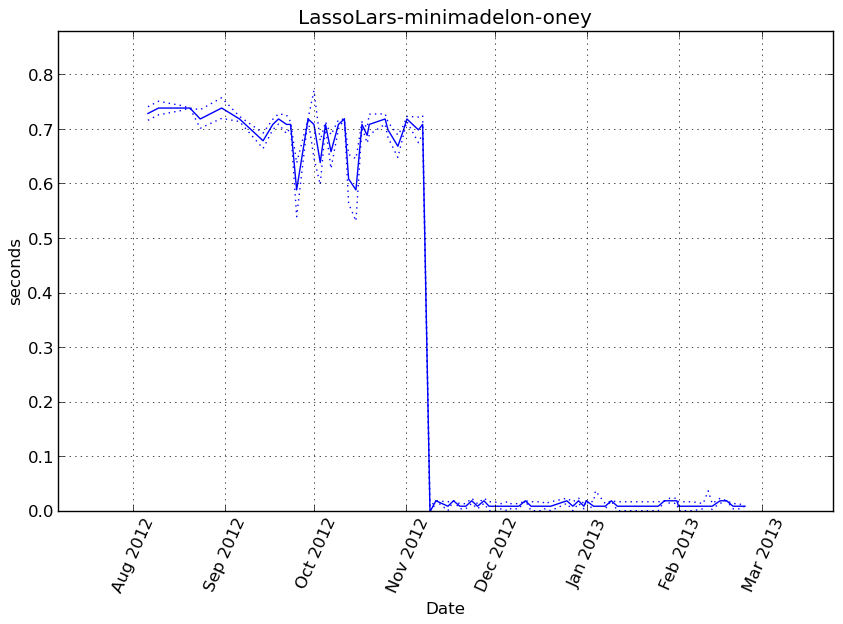 LassoLars-minimadelon-oney
0.8
0.7
0.6
0.5
0.4
0.3
0.2
0.1
0.0
seconds
Aug 2012
Sep 2012
Oct 2012
Nov 2012
Dec 2012
Jan 2013
Feb 2013
Mar 2013
Date